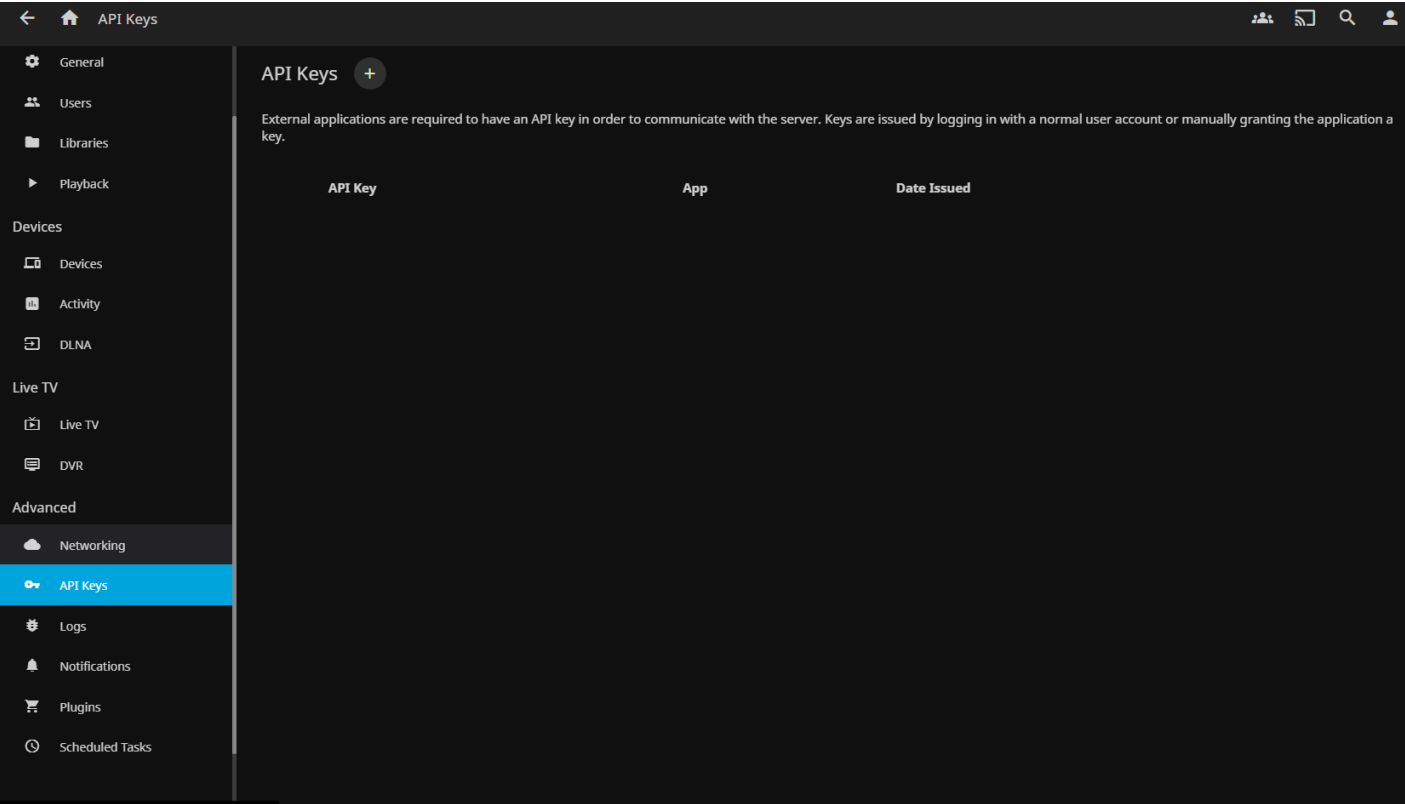 API Keys
General
Users
Libraries
Playback
Devices
Devices
Activity
DLNA
Live TV
Live TV
DVR
Advanced
Networking
API Keys
Logs
Notifications
Plugins
Scheduled Tasks
API Keys +
External applications are required to have an API key in order to communicate with the server. Keys are issued by logging in with a normal user account or manually granting the application a
key.
API Key App Date Issued